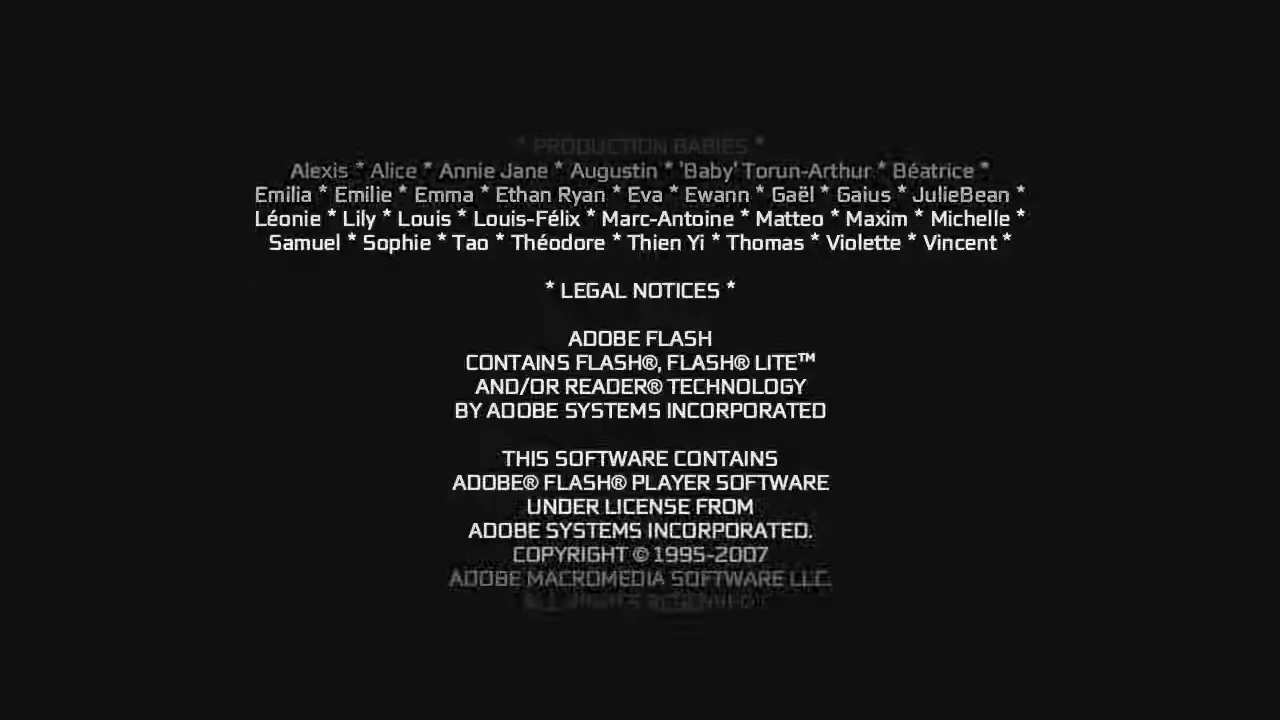 * PRODUCTION BABIES *
Alexis * Alice * Annie Jane * Augustin * 'Baby' Torun-Arthur * Béatrice *
Emilia * Emilie * Emma * Ethan Ryan * Eva * Ewann * Gaël * Gaius * JulieBean *
Léonie * Lily * Louis * Louis-Félix * Marc-Antoine * Matteo * Maxim * Michelle *
Samuel * Sophie * Tao * Théodore * Thien Yi * Thomas * Violette * Vincent *
* LEGAL NOTICES *
ADOBE FLASH
CONTAINS FLASH®, FLASH® LITE™
AND/OR READER® TECHNOLOGY
BY ADOBE SYSTEMS INCORPORATED
THIS SOFTWARE CONTAINS
ADOBE® FLASH® PLAYER SOFTWARE
UNDER LICENSE FROM
ADOBE SYSTEMS INCORPORATED.
COPYRIGHT © 1995-2007
ADOBE MACROMEDIA SOFTWARE LLC.